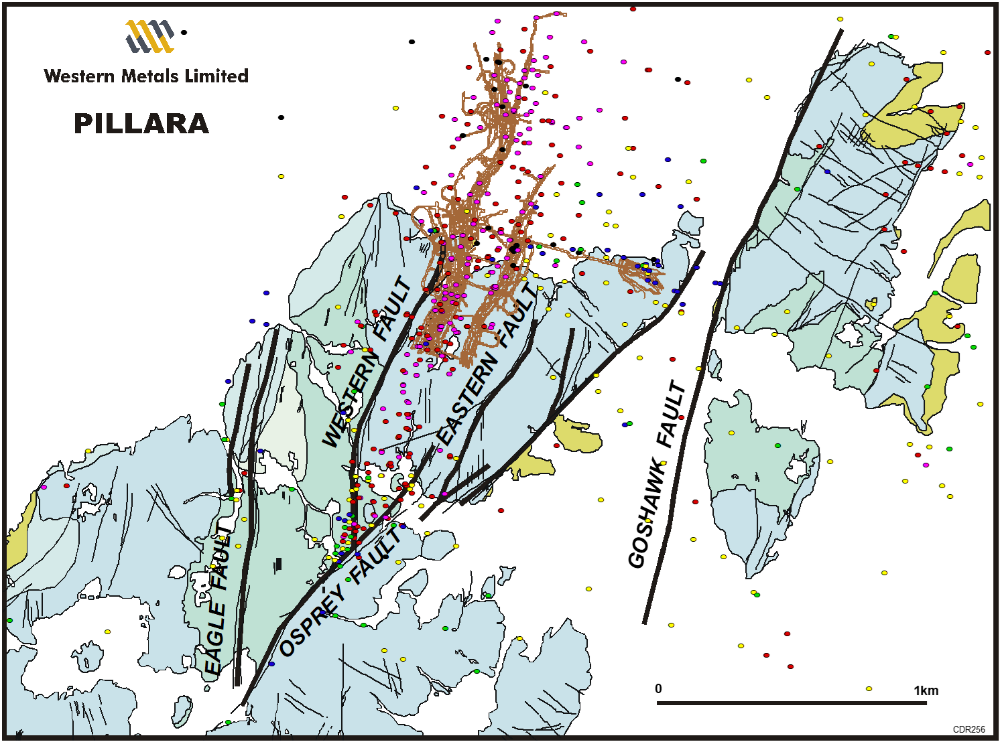 Western Metals Limited
PILLARA
WESTERN FAULT
EASTERN FAULT
GOSHAWK FAULT
EAGLE FAULT
OSPREY FAULT
0
1km
CDR256